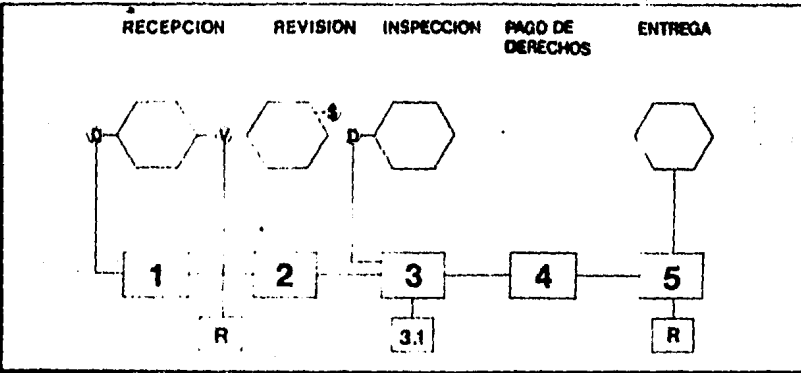 RECEPCION REVISION INSPECCION PAGO DE DERECHOS ENTREGA
V $ D
1 2 3 4 5
R 3.1 R